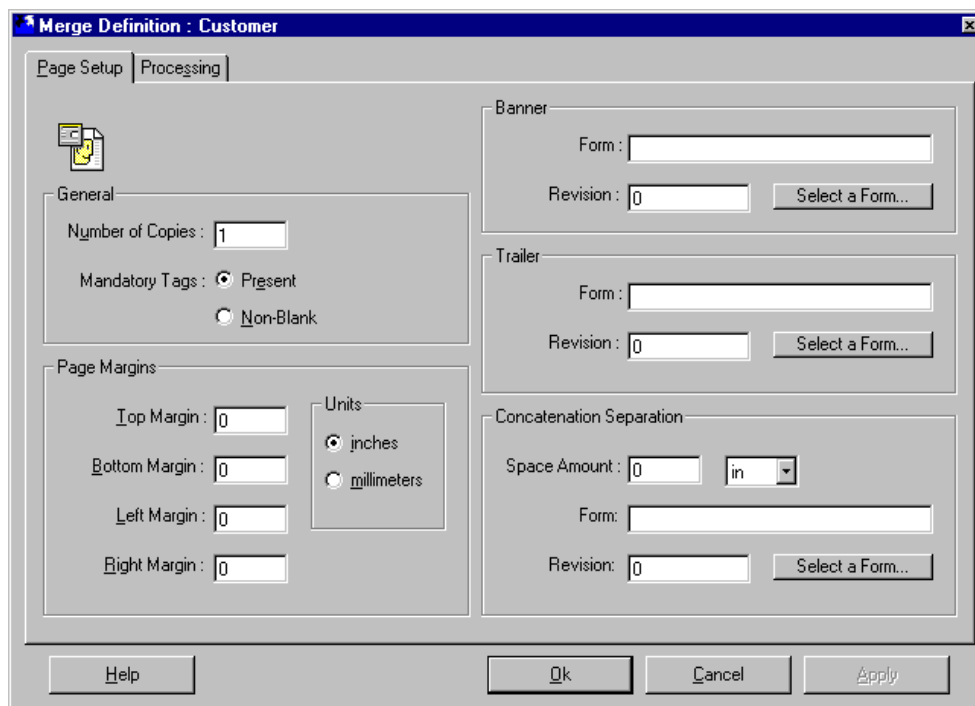 Merge Definition : Customer
Page Setup
Processing
General
Number of Copies : 1
Mandatory Tags : Present
Non-Blank
Page Margins
Top Margin : 0
Bottom Margin : 0
Left Margin : 0
Right Margin : 0
Units
inches
millimeters
Banner
Form :
Revision : 0 Select a Form...
Trailer
Form :
Revision : 0 Select a Form...
Concatenation Separation
Space Amount : 0 in
Form:
Revision: 0 Select a Form...
Help
Ok
Cancel
Apply